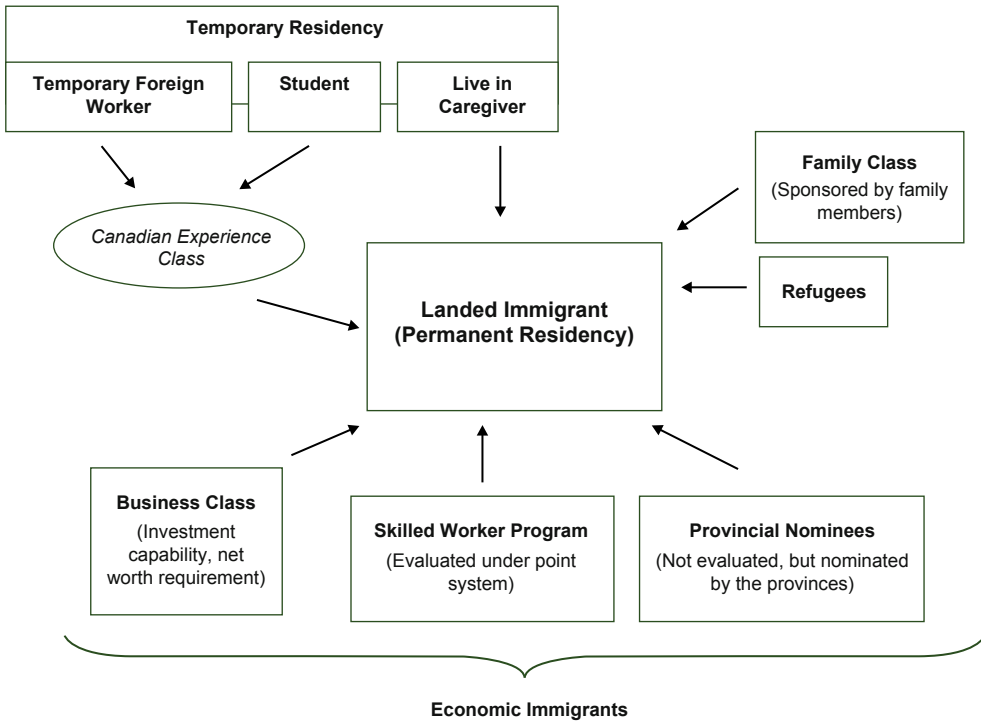 Temporary Residency
Temporary Foreign
Worker
Student
Live in
Caregiver
Family Class
(Sponsored by family
members)
Canadian Experience
Class
Refugees
Landed Immigrant
(Permanent Residency)
Business Class
(Investment
capability, net
worth requirement)
Skilled Worker Program
(Evaluated under point
system)
Provincial Nominees
(Not evaluated, but nominated
by the provinces)
Economic Immigrants